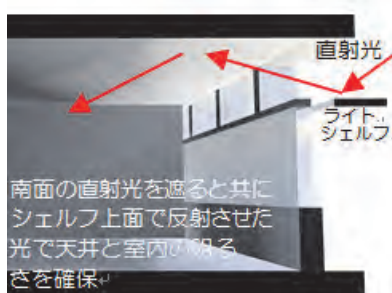 直射光
ライト
シェルフ
南面の直射光を遮ると共に
シェルフ上面で反射させた
光で天井と室内の明る
さを確保